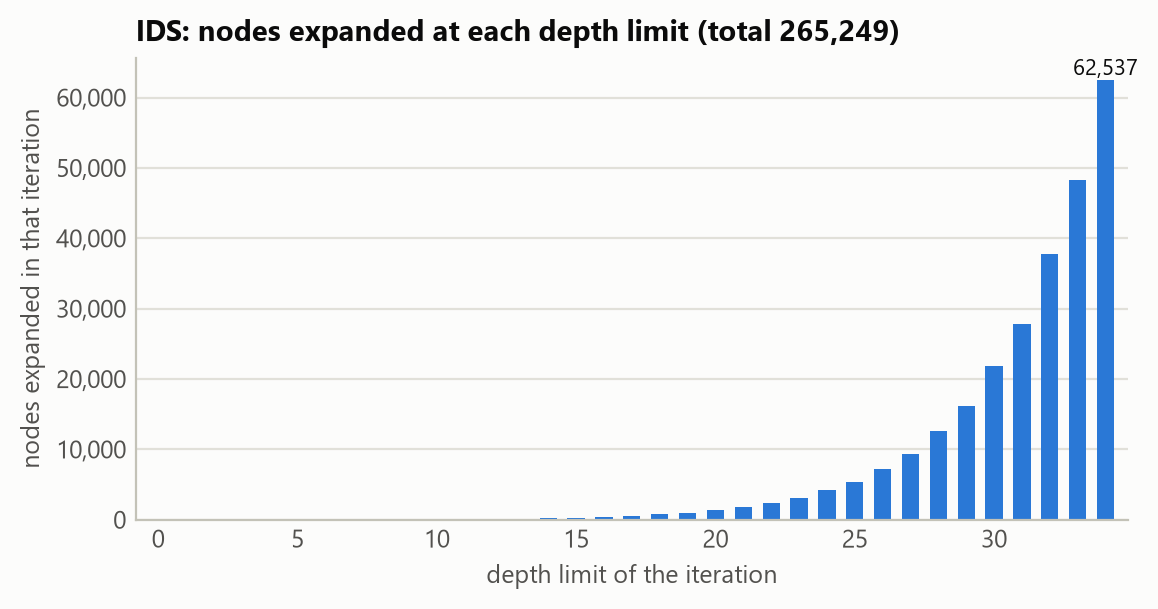 IDS: nodes expanded at each depth limit (total 265,249)
62,537
nodes expanded in that iteration
60,000
50,000
40,000
30,000
20,000
10,000
0
0 5 10 15 20 25 30
depth limit of the iteration